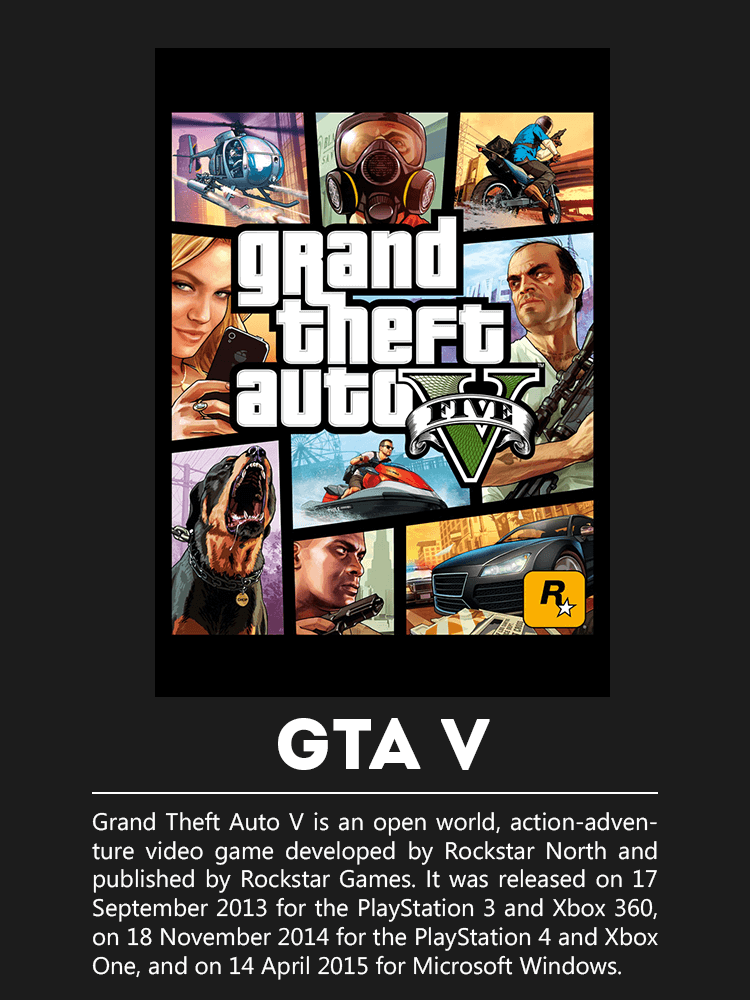 grand
theft
auto V
FIVE
TM
R
GTA V
Grand Theft Auto V is an open world, action-adven-
ture video game developed by Rockstar North and
published by Rockstar Games. It was released on 17
September 2013 for the PlayStation 3 and Xbox 360,
on 18 November 2014 for the PlayStation 4 and Xbox
One, and on 14 April 2015 for Microsoft Windows.